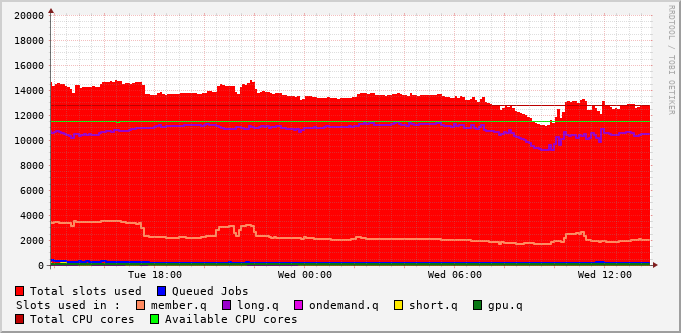 20000
18000
16000
14000
12000
10000
8000
6000
4000
2000
0
Tue 18:00 Wed 00:00 Wed 06:00 Wed 12:00
Total slots used Queued Jobs
Slots used in : member.q long.q ondemand.q short.q gpu.q
Total CPU cores Available CPU cores
RRDTOOL / TOBI OETIKER